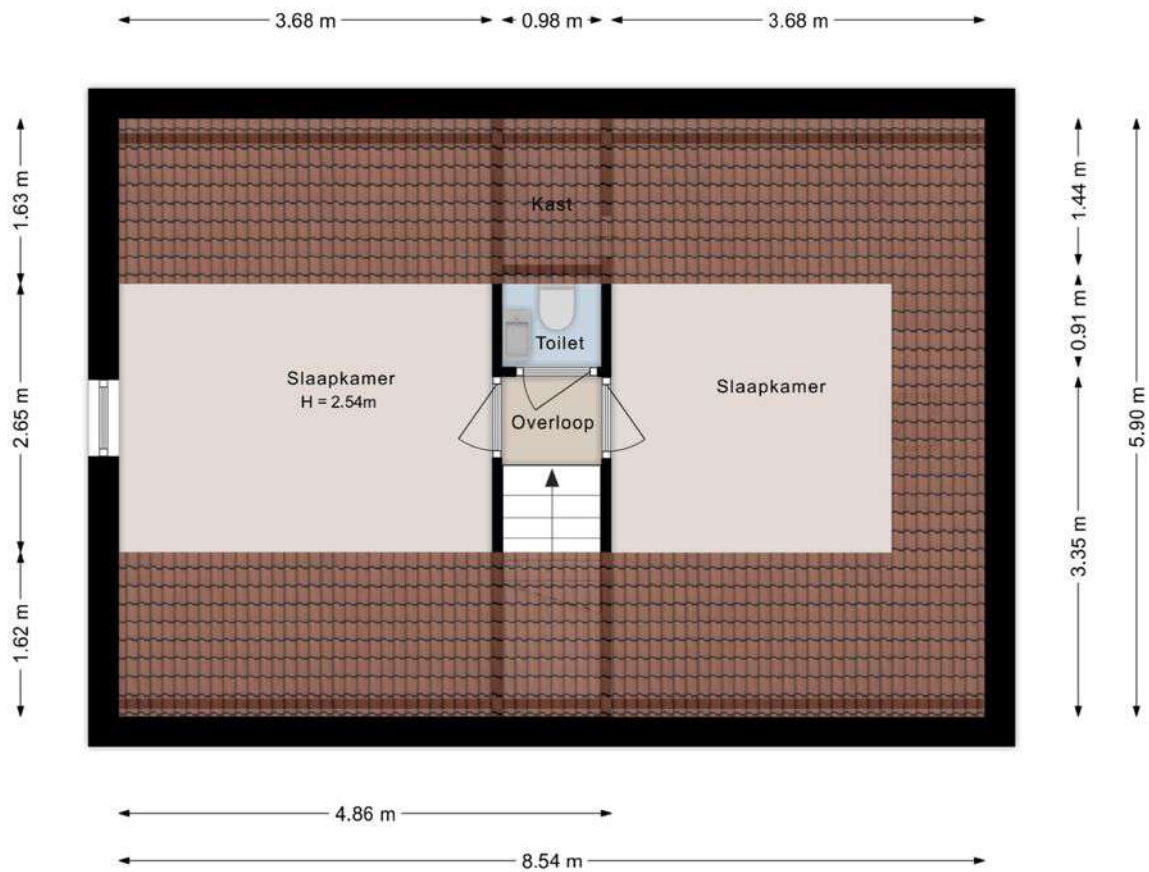 3.68 m
0.98 m
3.68 m
1.63 m
2.65 m
1.62 m
Kast
Toilet
Slaapkamer
H = 2.54m
Overloop
Slaapkamer
1.44 m
0.91 m
3.35 m
5.90 m
4.86 m
8.54 m